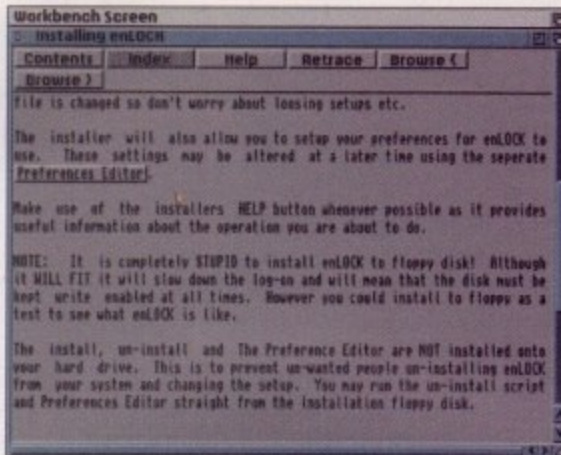 Workbench Screen
Installing enLOCK
Contents Index Help Retrace Browse <
Browse >
file is changed so don't worry about loosing setups etc.
The installer will also allow you to setup your preferences for enLOCK to
use. These settings may be altered at a later time using the seperate
Preferences Editor.
Make use of the installers HELP button whenever possible as it provides
useful information about the operation you are about to do.
NOTE: It is completely STUPID to install enLOCK to floppy disk! Although
it WILL FIT it will slow down the log-on and will mean that the disk must be
kept write enabled at all times. However you could install to floppy as a
test to see what enLOCK is like.
The install, un-install and The Preference Editor are NOT installed onto
your hard drive. This is to prevent un-wanted people un-installing enLOCK
from your system and changing the setup. You may run the un-install script
and Preferences Editor straight from the installation floppy disk.